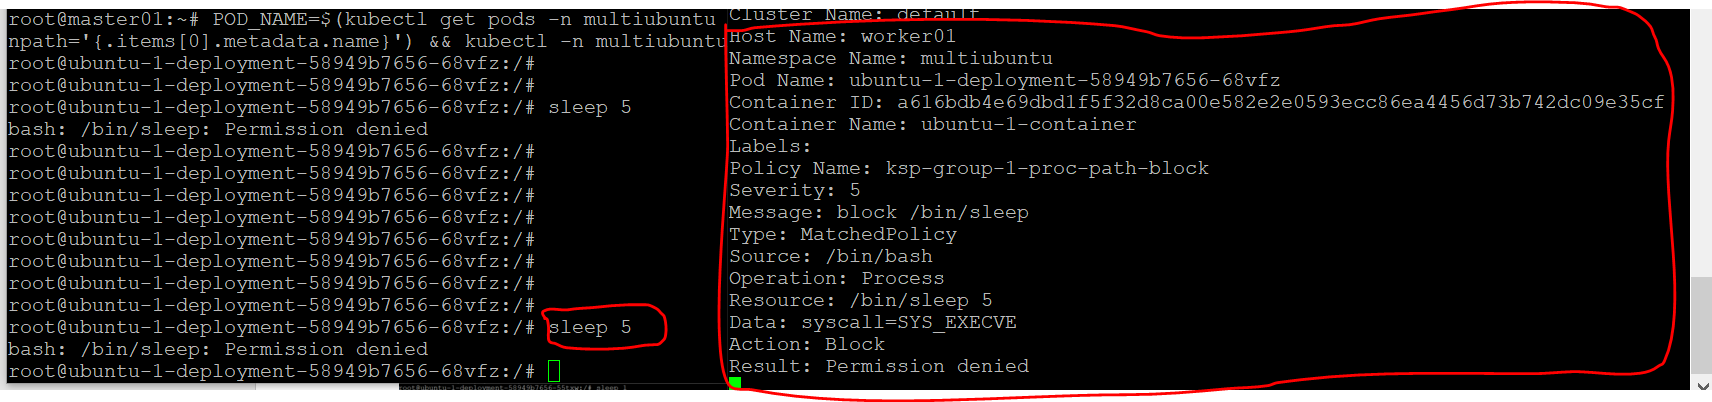 root@master01:~# POD_NAME=$(kubectl get pods -n multiubuntu
npath='{.items[0].metadata.name}') && kubectl -n multiubuntu
root@ubuntu-1-deployment-58949b7656-68vfz:/#
root@ubuntu-1-deployment-58949b7656-68vfz:/#
root@ubuntu-1-deployment-58949b7656-68vfz:/# sleep 5
bash: /bin/sleep: Permission denied
root@ubuntu-1-deployment-58949b7656-68vfz:/#
root@ubuntu-1-deployment-58949b7656-68vfz:/#
root@ubuntu-1-deployment-58949b7656-68vfz:/#
root@ubuntu-1-deployment-58949b7656-68vfz:/#
root@ubuntu-1-deployment-58949b7656-68vfz:/#
root@ubuntu-1-deployment-58949b7656-68vfz:/#
root@ubuntu-1-deployment-58949b7656-68vfz:/#
root@ubuntu-1-deployment-58949b7656-68vfz:/#
root@ubuntu-1-deployment-58949b7656-68vfz:/# sleep 5
bash: /bin/sleep: Permission denied
root@ubuntu-1-deployment-58949b7656-68vfz:/#
root@ubuntu-1-deployment-58949b7656-55txw:/# sleep 1
Cluster Name: default
Host Name: worker01
Namespace Name: multiubuntu
Pod Name: ubuntu-1-deployment-58949b7656-68vfz
Container ID: a616bdb4e69dbd1f5f32d8ca00e582e2e0593ecc86ea4456d73b742dc09e35cf
Container Name: ubuntu-1-container
Labels:
Policy Name: ksp-group-1-proc-path-block
Severity: 5
Message: block /bin/sleep
Type: MatchedPolicy
Source: /bin/bash
Operation: Process
Resource: /bin/sleep 5
Data: syscall=SYS_EXECVE
Action: Block
Result: Permission denied